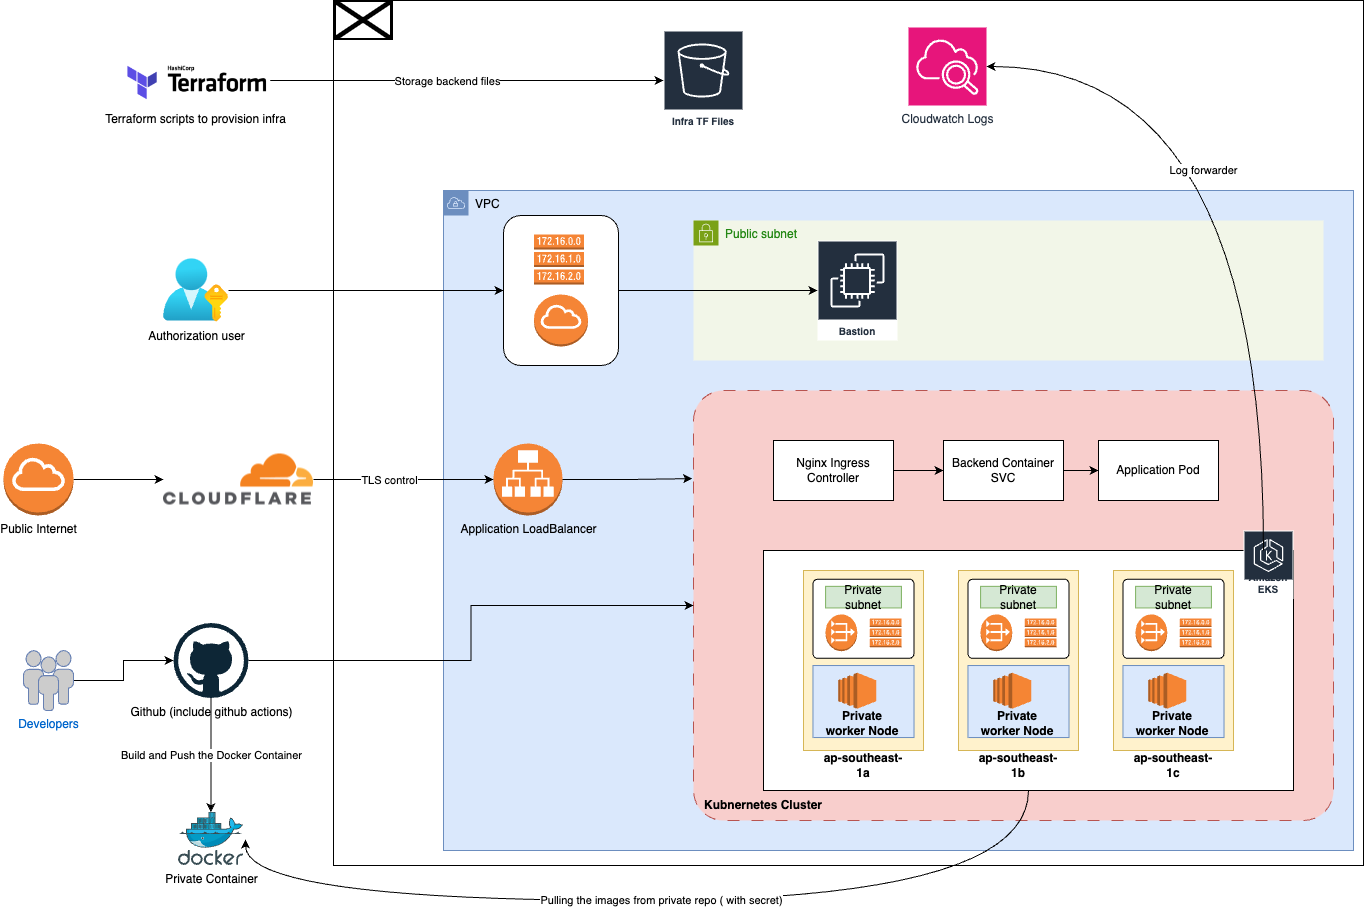 HashiCorp
Terraform
Terraform scripts to provision infra
Storage backend files
Infra TF Files
Cloudwatch Logs
Log forwarder
VPC
172.16.0.0
172.16.1.0
172.16.2.0
Public subnet
Bastion
Authorization user
Public Internet
CLOUDFLARE
TLS control
Application LoadBalancer
Nginx Ingress
Controller
Backend Container
SVC
Application Pod
EKS
Private
subnet
172.16.0.0
172.16.1.0
172.16.2.0
Private
worker Node
ap-southeast-
1a
Private
subnet
172.16.0.0
172.16.1.0
172.16.2.0
Private
worker Node
ap-southeast-
1b
Private
subnet
172.16.0.0
172.16.1.0
172.16.2.0
Private
worker Node
ap-southeast-
1c
Kubnernetes Cluster
Developers
Github (include github actions)
Build and Push the Docker Container
docker
Private Container
Pulling the images from private repo ( with secret)